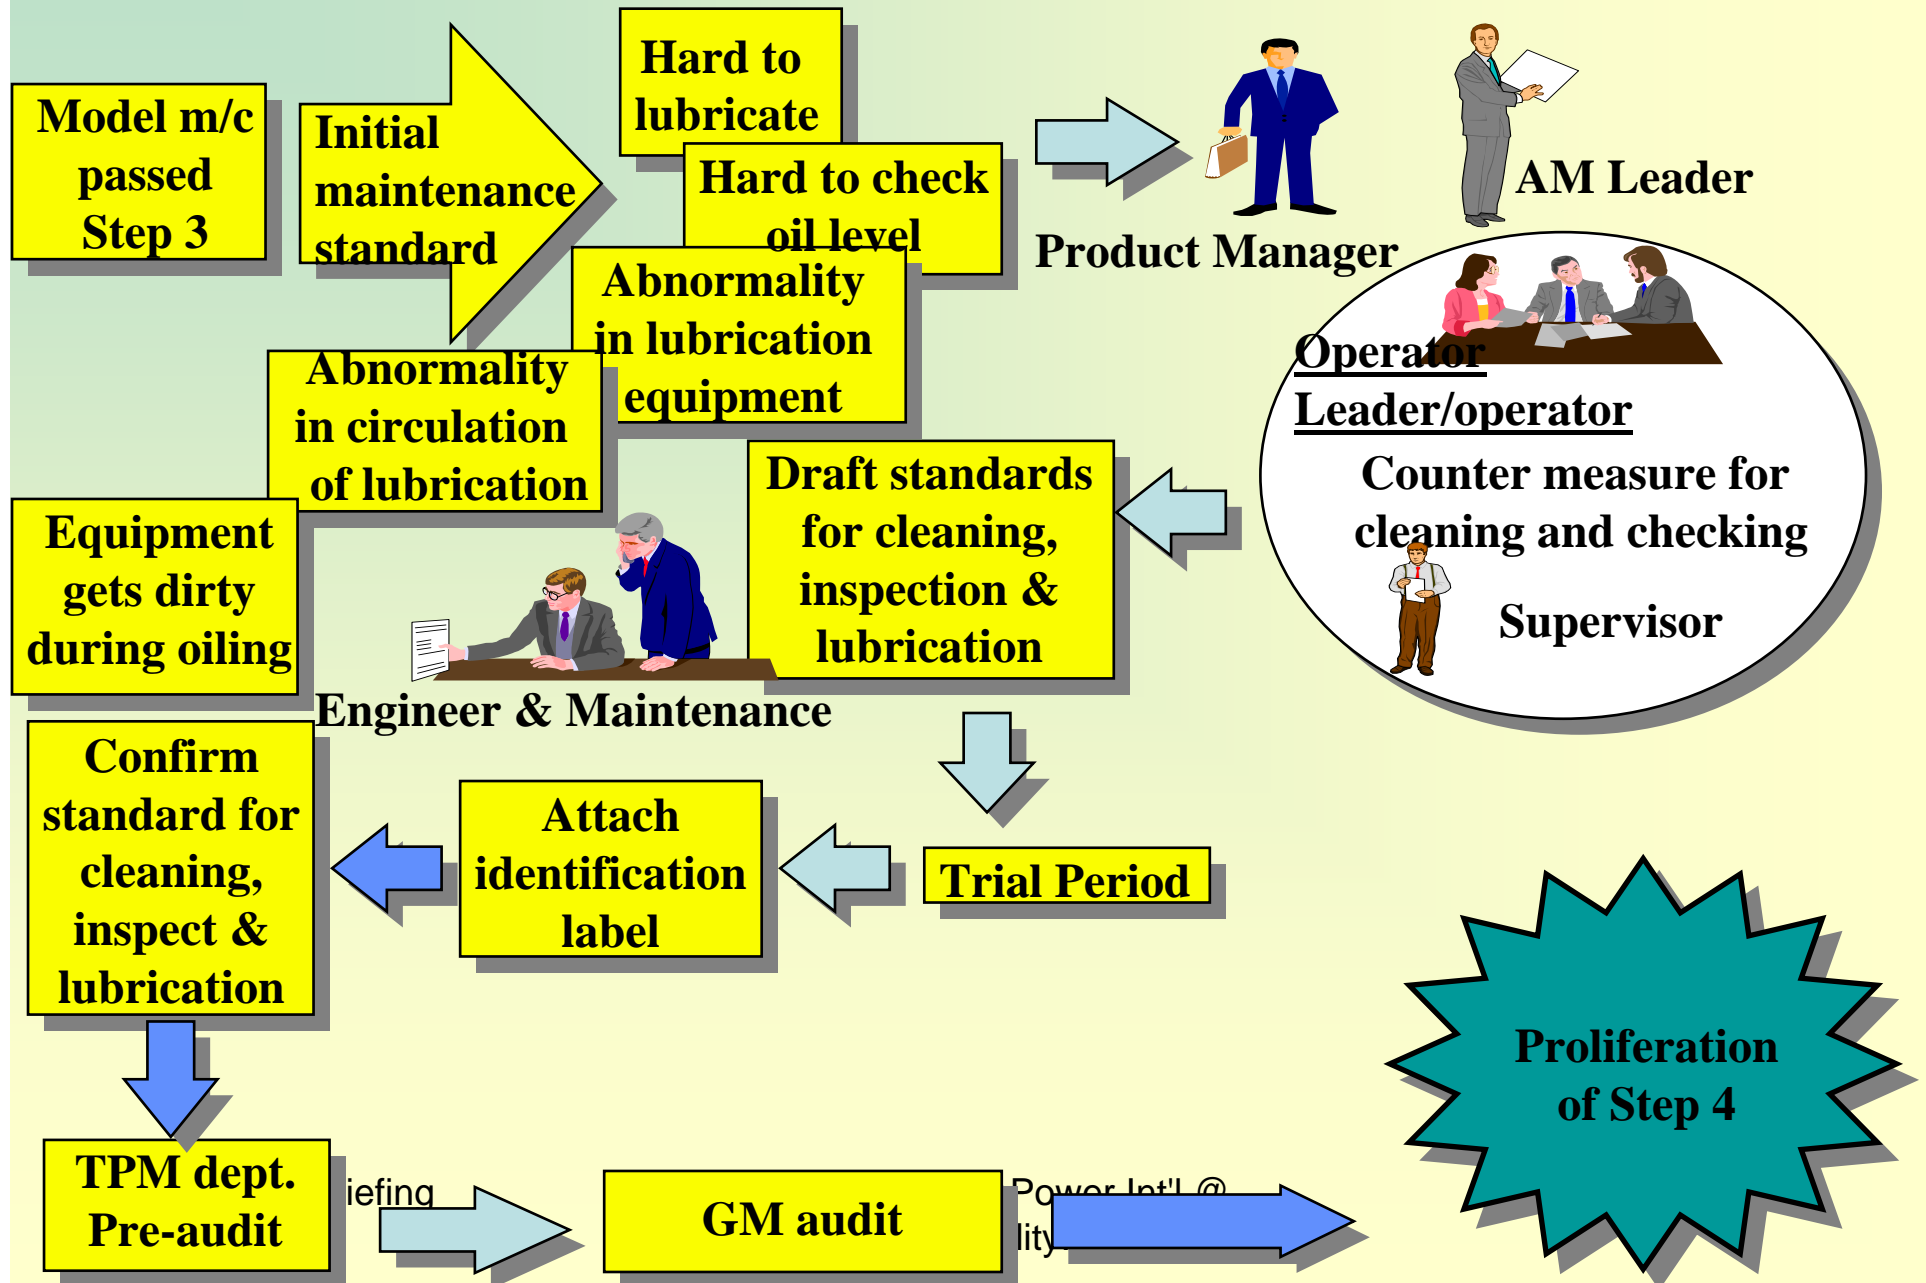 Model m/c
passed
Step 3
Initial
maintenance
standard
Hard to
lubricate
Hard to check
oil level
Abnormality
in lubrication
equipment
Abnormality
in circulation
of lubrication
Equipment
gets dirty
during oiling
Product Manager
AM Leader
Operator
Leader/operator
Counter measure for
cleaning and checking
Supervisor
Draft standards
for cleaning,
inspection &
lubrication
Engineer & Maintenance
Trial Period
Attach
identification
label
Confirm
standard for
cleaning,
inspect &
lubrication
TPM dept.
Pre-audit
iefing
GM audit
Power Int'l @
lity
Proliferation
of Step 4